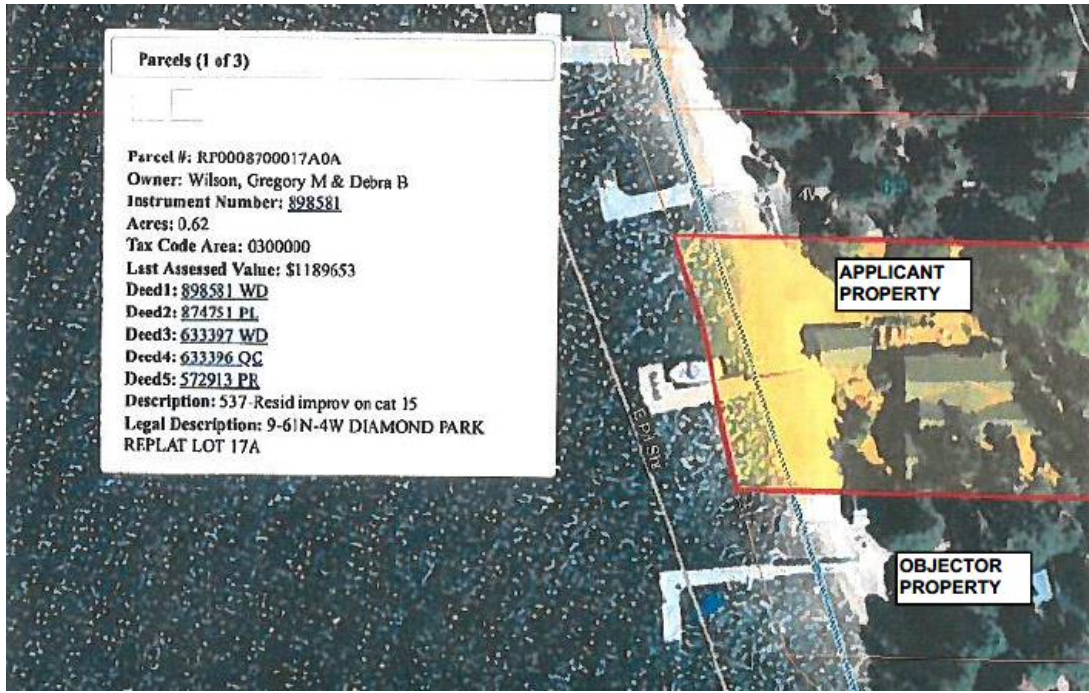 Parcels (1 of 3)
Parcel #: RP0008700017A0A
Owner: Wilson, Gregory M & Debra B
Instrument Number: 898581
Acres: 0.62
Tax Code Area: 0300000
Last Assessed Value: $1189653
Deed1: 898581 WD
Deed2: 874751 PL
Deed3: 633397 WD
Deed4: 633396 QC
Deed5: 572913 PR
Description: 537-Resid improv on cat 15
Legal Description: 9-61N-4W DIAMOND PARK
REPLAT LOT 17A
APPLICANT
PROPERTY
OBJECTOR
PROPERTY